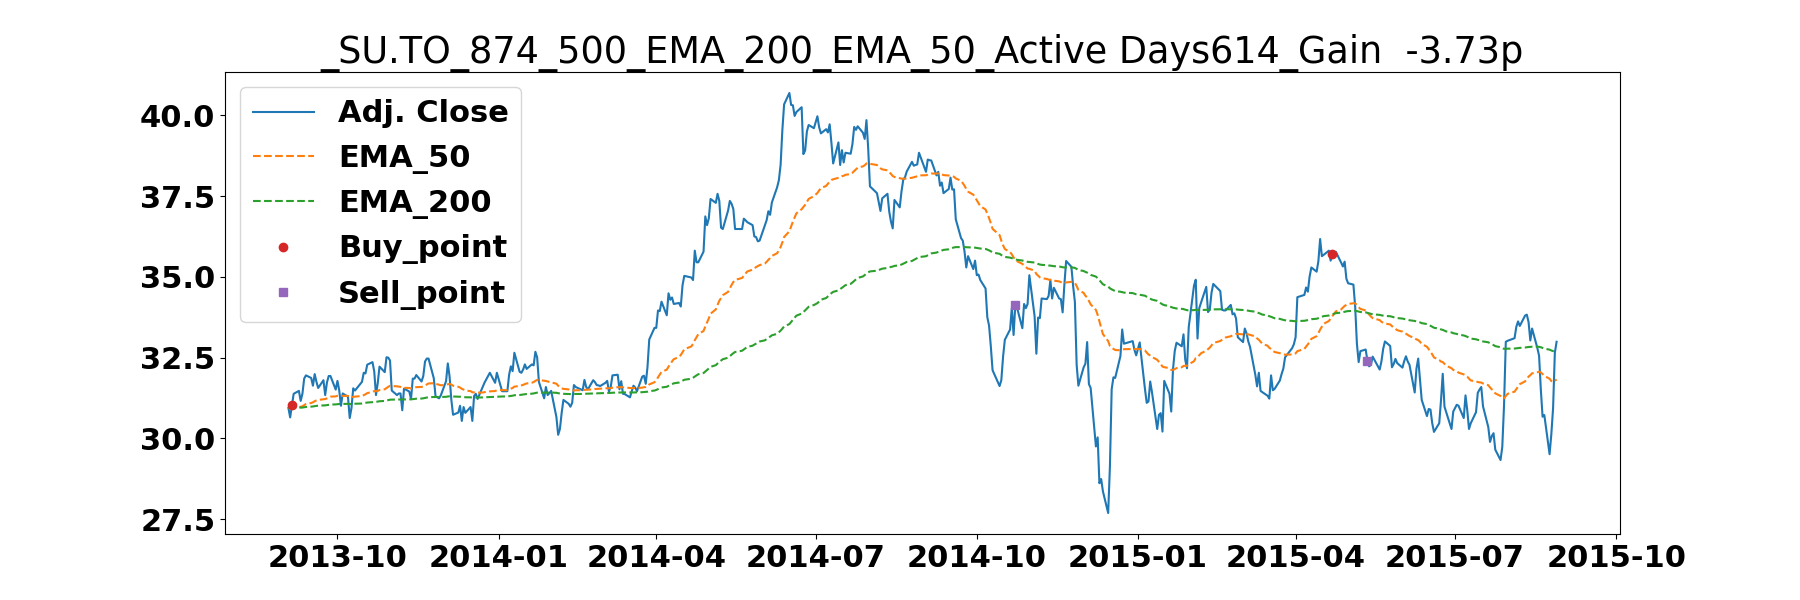 _SU.TO_874_500_EMA_200_EMA_50_Active Days614_Gain  -3.73p
Adj. Close
EMA_50
EMA_200
Buy_point
Sell_point
40.0
37.5
35.0
32.5
30.0
27.5
2013-10 2014-01 2014-04 2014-07 2014-10 2015-01 2015-04 2015-07 2015-10